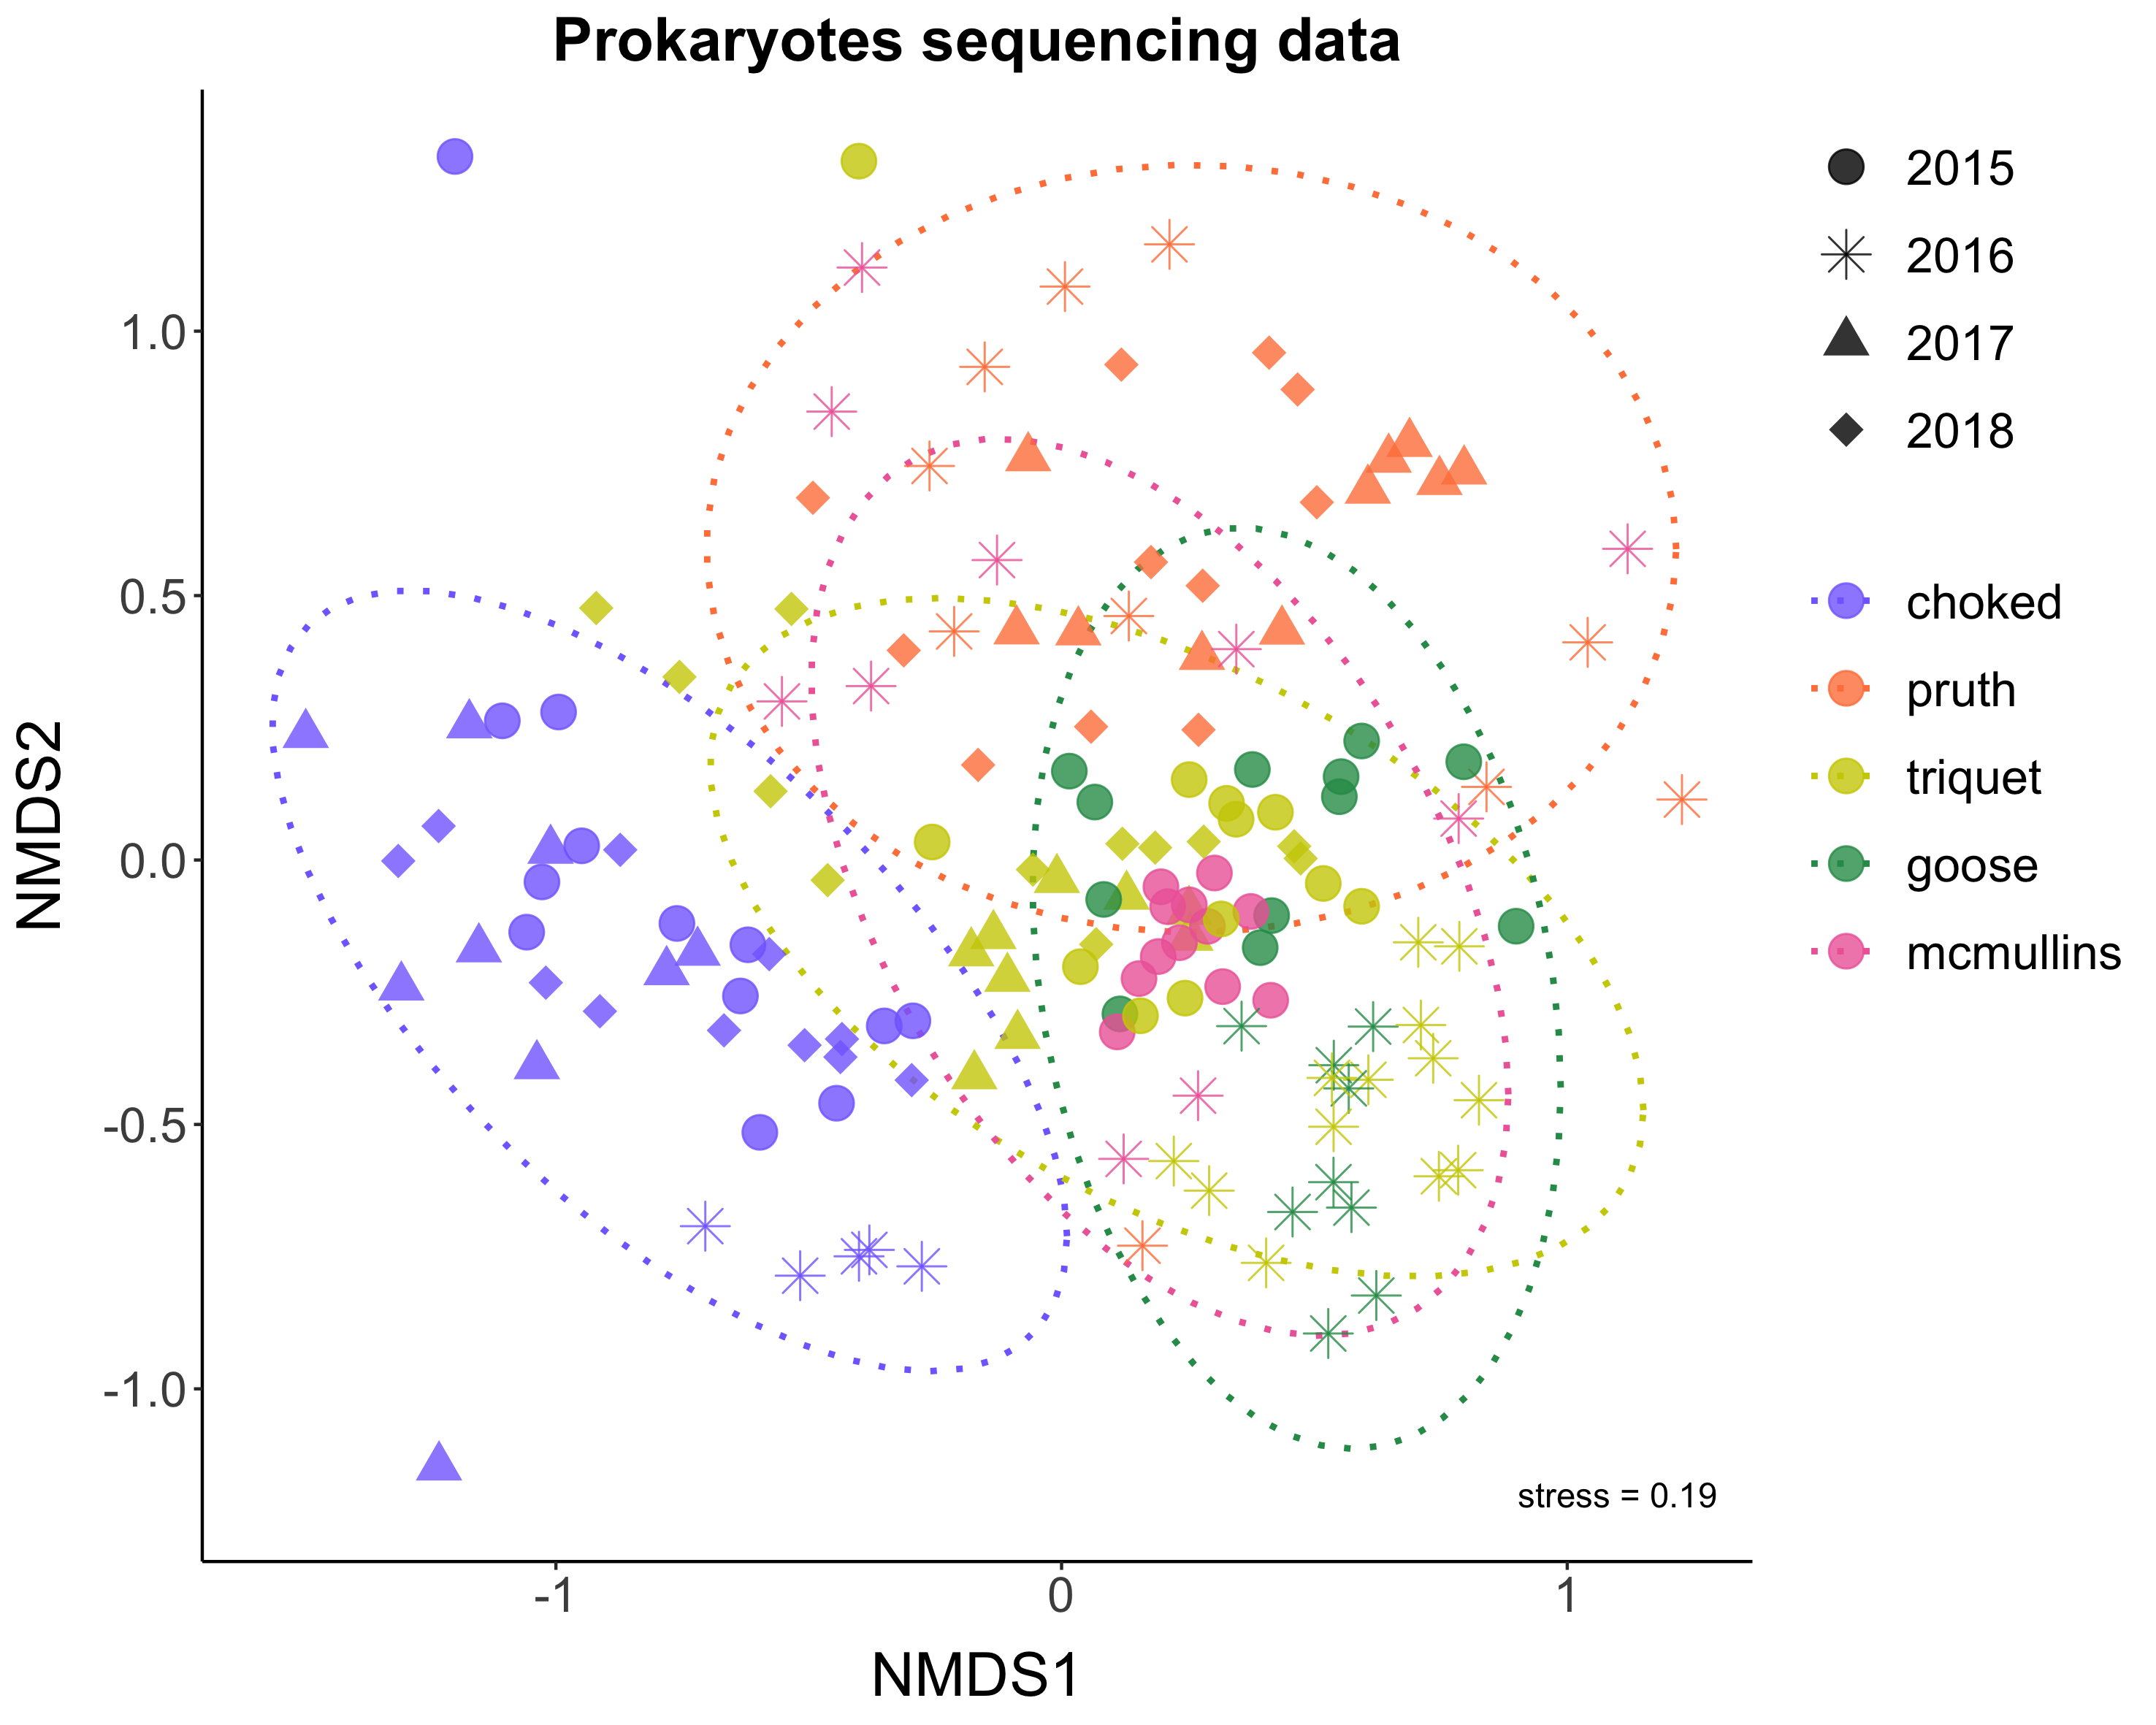 Prokaryotes sequencing data
NMDS2
1.0
0.5
0.0
-0.5
-1.0
-1
0
1
NMDS1
stress = 0.19
2015
2016
2017
2018
choked
pruth
triquet
goose
mcmullins